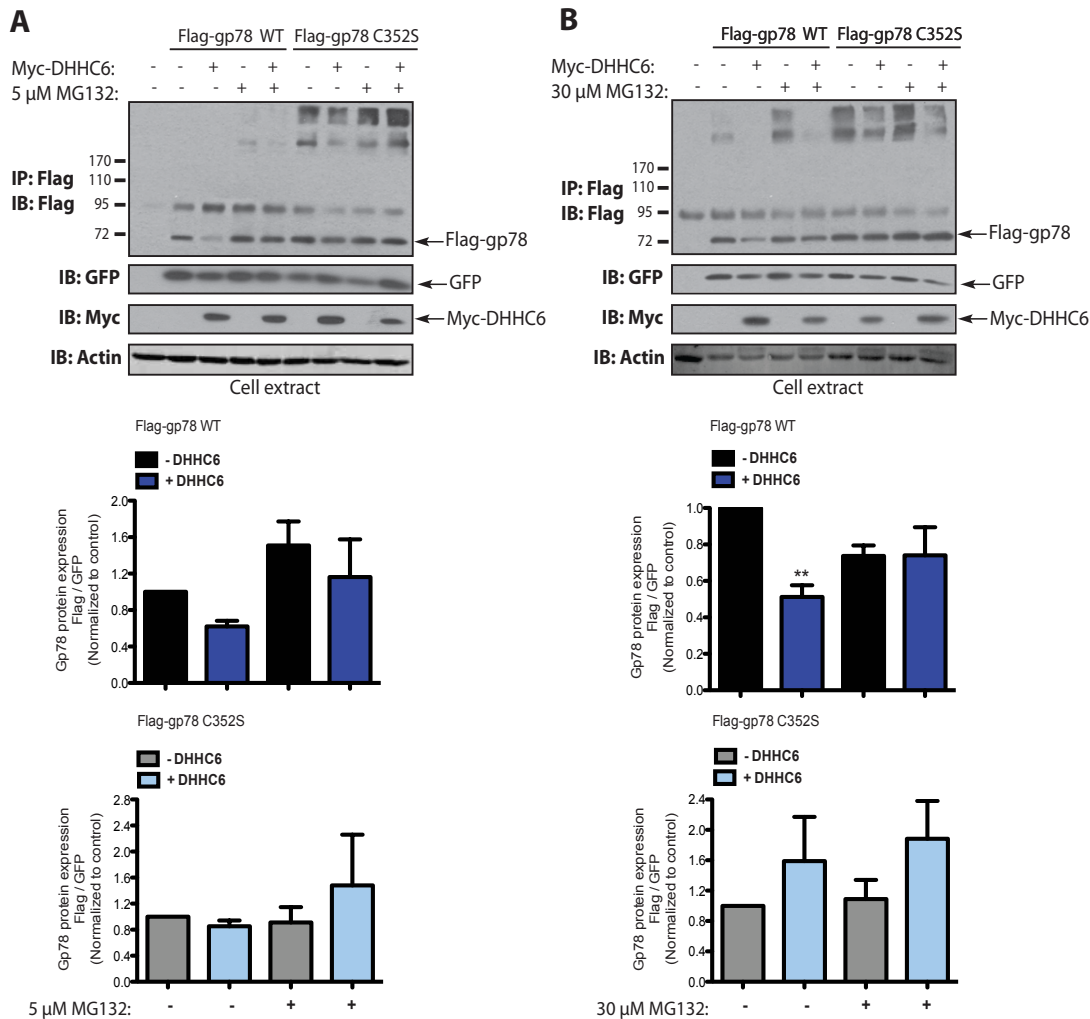 A
Flag-gp78 WT Flag-gp78 C352S
Myc-DHHC6: - - + - + - + - +
5 µM MG132: - - - + + - - + +
170
110
95
72
IP: Flag
IB: Flag
Flag-gp78
IB: GFP
GFP
IB: Myc
Myc-DHHC6
IB: Actin
Cell extract
Flag-gp78 WT
- DHHC6
+ DHHC6
Gp78 protein expression
Flag / GFP
(Normalized to control)
2.0
1.6
1.2
0.8
0.4
0.0
Flag-gp78 C352S
- DHHC6
+ DHHC6
Gp78 protein expression
Flag / GFP
(Normalized to control)
2.8
2.4
2.0
1.6
1.2
0.8
0.4
0.0
5 µM MG132: - - + +
B
Flag-gp78 WT Flag-gp78 C352S
Myc-DHHC6: - - + - + - + - +
30 µM MG132: - - - + + - - + +
170
110
95
72
IP: Flag
IB: Flag
Flag-gp78
IB: GFP
GFP
IB: Myc
Myc-DHHC6
IB: Actin
Cell extract
Flag-gp78 WT
- DHHC6
+ DHHC6
Gp78 protein expression
Flag / GFP
(Normalized to control)
1.0
0.8
0.6
0.4
0.2
0.0
**
Flag-gp78 C352S
- DHHC6
+ DHHC6
Gp78 protein expression
Flag / GFP
(Normalized to control)
2.4
2.0
1.6
1.2
0.8
0.4
0.0
30 µM MG132: - - + +